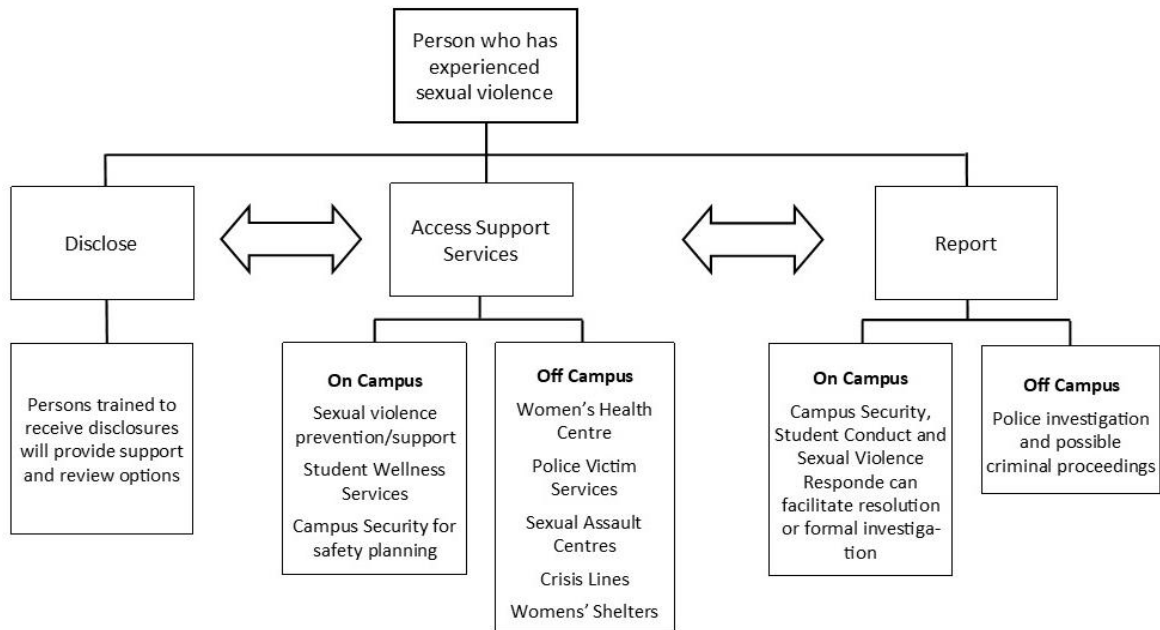 Person who has
experienced
sexual violence
Disclose
Access Support
Services
Report
Persons trained to
receive disclosures
will provide support
and review options
On Campus
Sexual violence
prevention/support
Student Wellness
Services
Campus Security for
safety planning
Off Campus
Women’s Health
Centre
Police Victim
Services
Sexual Assault
Centres
Crisis Lines
Womens’ Shelters
On Campus
Campus Security,
Student Conduct and
Sexual Violence
Responde can
facilitate resolution
or formal investiga-
tion
Off Campus
Police investigation
and possible
criminal proceedings